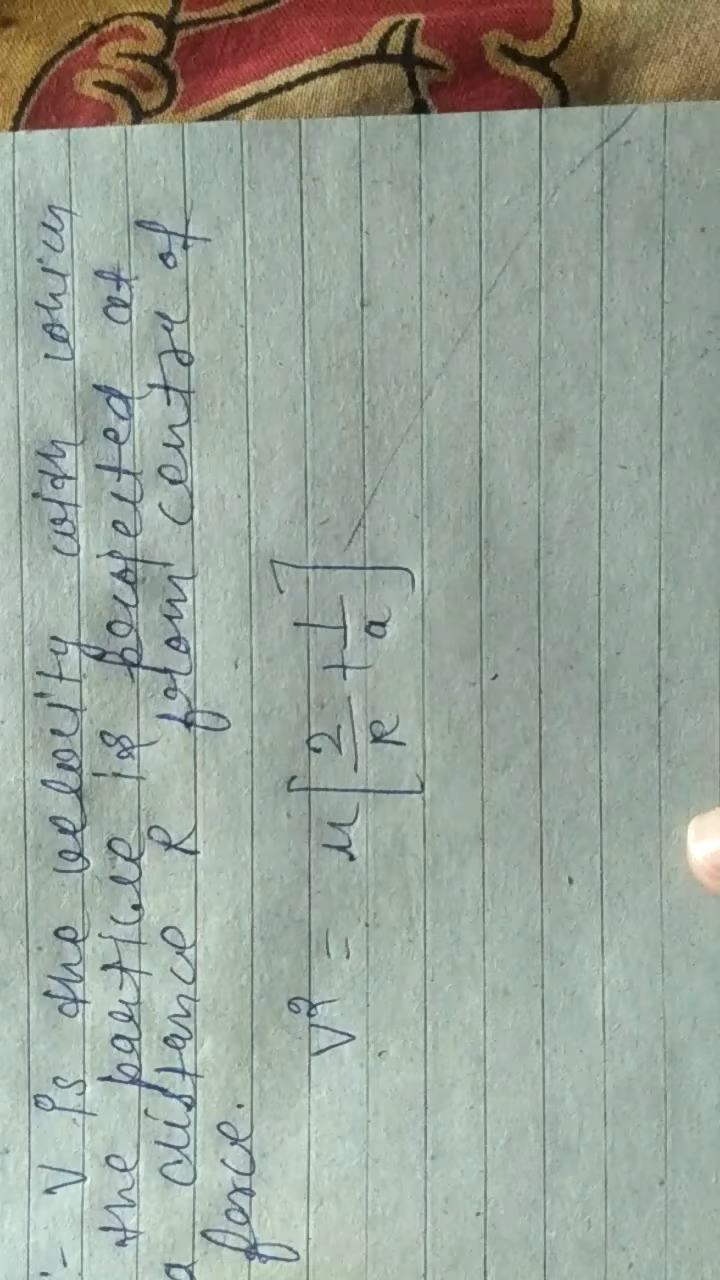 :- V is the velocity with which
the particle is projected at
a distance R from centre of
force.
V² = μ[2/R + 1/a]